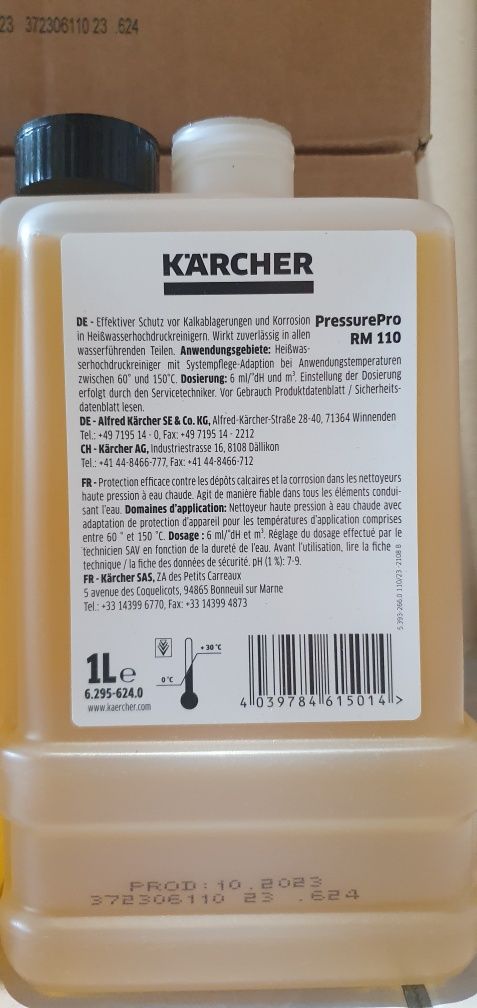 23 372306110 23 .624
KÄRCHER
PressurePro
RM 110
DE - Effektiver Schutz vor Kalkablagerungen und Korrosion
in Heißwasserhochdruckreinigern. Wirkt zuverlässig in allen
wasserführenden Teilen. Anwendungsgebiete: Heißwas-
serhochdruckreiniger mit Systempflege-Adaption bei Anwendungstemperaturen
zwischen 60° und 150°C. Dosierung: 6 ml/°dH und m³. Einstellung der Dosierung
erfolgt durch den Servicetechniker. Vor Gebrauch Produktdatenblatt / Sicherheits-
datenblatt lesen.
DE - Alfred Kärcher SE & Co. KG, Alfred-Kärcher-Straße 28-40, 71364 Winnenden
Tel.: +49 7195 14 - 0, Fax: +49 7195 14 - 2212
CH - Kärcher AG, Industriestrasse 16, 8108 Dällikon
Tel.: +41 44-8466-777, Fax: +41 44-8466-712
FR - Protection efficace contre les dépôts calcaires et la corrosion dans les nettoyeurs
haute pression à eau chaude. Agit de manière fiable dans tous les éléments condui-
sant l'eau. Domaines d'application: Nettoyeur haute pression à eau chaude avec
adaptation de protection d'appareil pour les températures d'application comprises
entre 60 ° et 150 °C. Dosage : 6 ml/°dH et m³. Réglage du dosage effectué par le
technicien SAV en fonction de la dureté de l'eau. Avant l'utilisation, lire la fiche
technique / la fiche des données de sécurité. pH (1 %): 7-9.
FR - Kärcher SAS, ZA des Petits Carreaux
5 avenue des Coquelicots, 94865 Bonneuil sur Marne
Tel.: +33 14399 6770, Fax: +33 14399 4873
5.393-266.0 110/23 · 2108 B
1L e
6.295-624.0
www.kaercher.com
+ 30 °C
0 °C
4 039784 615014 >
PROD: 10.2023
372306110 23 .624